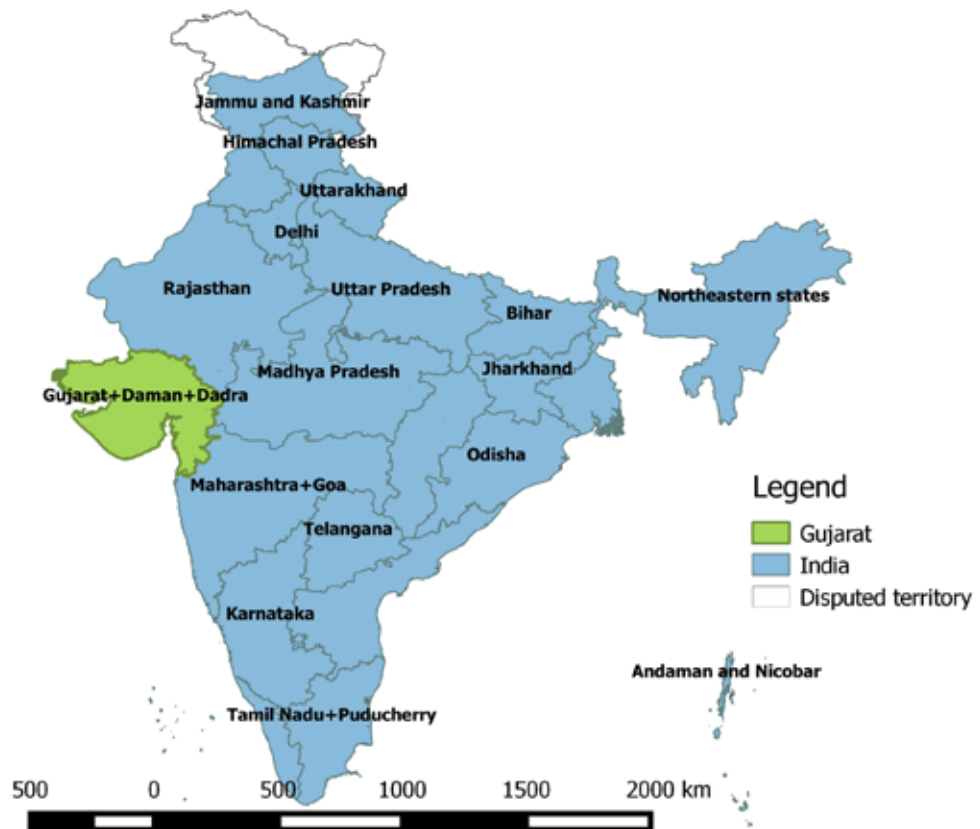 Jammu and Kashmir
Himachal Pradesh
Uttarakhand
Delhi
Rajasthan
Uttar Pradesh
Northeastern states
Bihar
Madhya Pradesh
Jharkhand
Gujarat+Daman+Dadra
Odisha
Maharashtra+Goa
Telangana
Legend
Gujarat
India
Disputed territory
Karnataka
Andaman and Nicobar
Tamil Nadu+Puducherry
500 0 500 1000 1500 2000 km